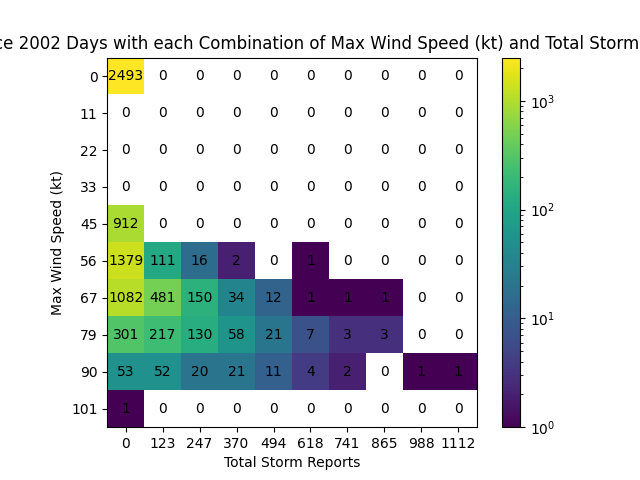 ce 2002 Days with each Combination of Max Wind Speed (kt) and Total Storm
0 2493 0 0 0 0 0 0 0 0 0
11 0 0 0 0 0 0 0 0 0 0
22 0 0 0 0 0 0 0 0 0 0
33 0 0 0 0 0 0 0 0 0 0
45 912 0 0 0 0 0 0 0 0 0
56 1379 111 16 2 0 1 0 0 0 0
67 1082 481 150 34 12 1 1 1 0 0
79 301 217 130 58 21 7 3 3 0 0
90 53 52 20 21 11 4 2 0 1 1
101 1 0 0 0 0 0 0 0 0 0
0 123 247 370 494 618 741 865 988 1112
Total Storm Reports
Max Wind Speed (kt)
10³
10²
10¹
10⁰